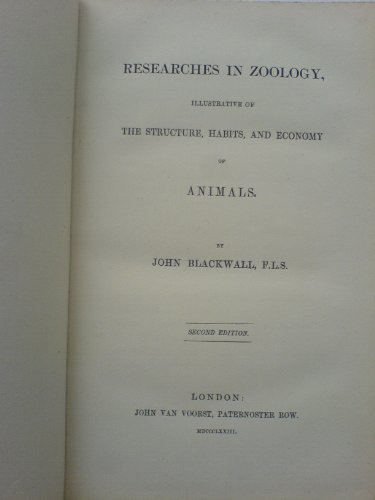 RESEARCHES IN ZOOLOGY,
ILLUSTRATIVE OF
THE STRUCTURE, HABITS, AND ECONOMY
OF
ANIMALS.
BY
JOHN BLACKWALL, F.L.S.
SECOND EDITION.
LONDON:
JOHN VAN VOORST, PATERNOSTER ROW.
MDCCCLXXIII.